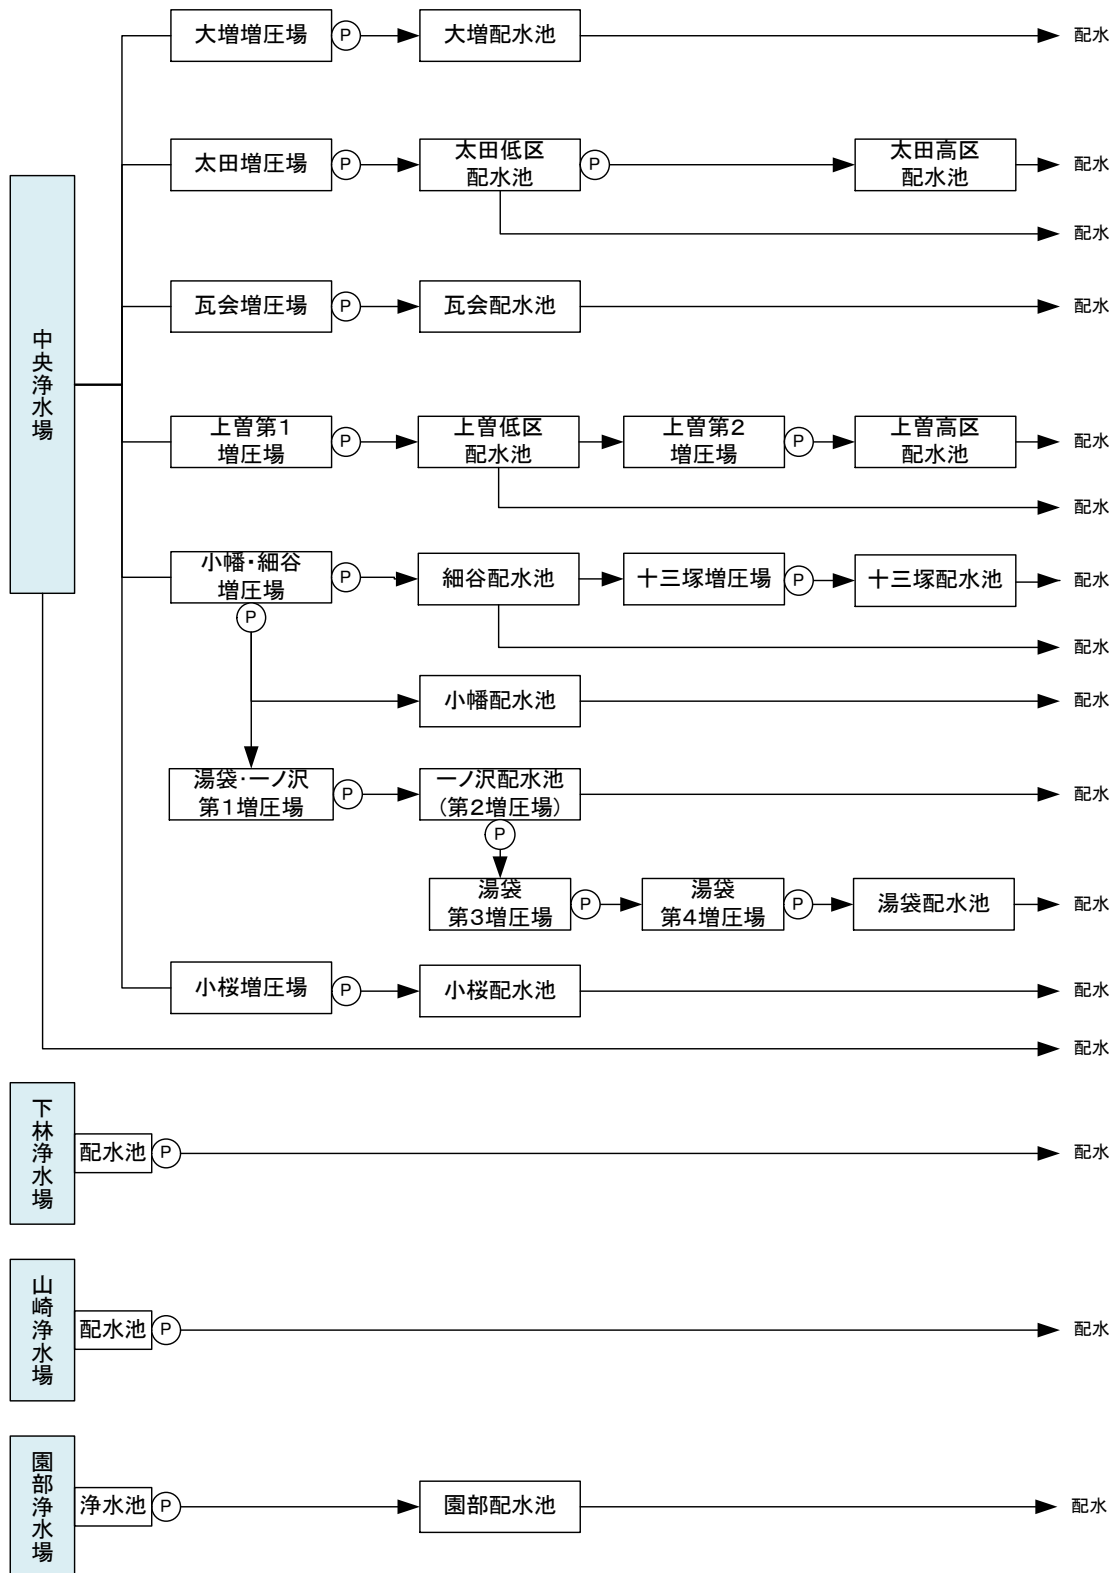 大増増圧場
P
大増配水池
配水
太田増圧場
P
太田低区
配水池
P
太田高区
配水池
配水
配水
中央浄水場
瓦会増圧場
P
瓦会配水池
配水
上曽第1
増圧場
P
上曽低区
配水池
上曽第2
増圧場
P
上曽高区
配水池
配水
配水
小幡・細谷
増圧場
P
細谷配水池
十三塚増圧場
P
十三塚配水池
配水
P
配水
小幡配水池
配水
湯袋・一ノ沢
第1増圧場
P
一ノ沢配水池
(第2増圧場)
配水
P
湯袋
第3増圧場
P
湯袋
第4増圧場
P
湯袋配水池
配水
小桜増圧場
P
小桜配水池
配水
配水
下林浄水場
配水池
P
配水
山崎浄水場
配水池
P
配水
園部浄水場
浄水池
P
園部配水池
配水